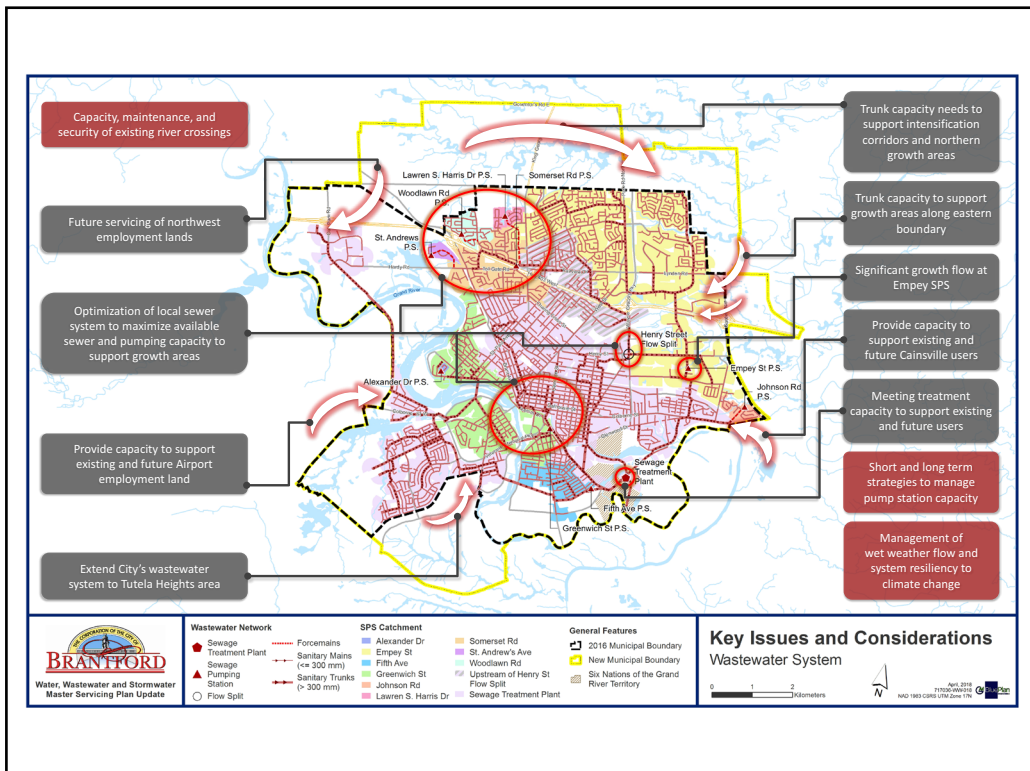 Capacity, maintenance, and
security of existing river crossings
Future servicing of northwest
employment lands
Optimization of local sewer
system to maximize available
sewer and pumping capacity to
support growth areas
Provide capacity to support
existing and future Airport
employment land
Extend City's wastewater
system to Tutela Heights area
Trunk capacity needs to
support intensification
corridors and northern
growth areas
Trunk capacity to support
growth areas along eastern
boundary
Significant growth flow at
Empey SPS
Provide capacity to
support existing and
future Cainsville users
Meeting treatment
capacity to support existing
and future users
Short and long term
strategies to manage
pump station capacity
Management of
wet weather flow and
system resiliency to
climate change
Lawren S. Harris Dr P.S.
Somerset Rd P.S.
Woodlawn Rd
P.S.
St. Andrews
P.S.
Hardy Rd
Grand River
Henry Street
Flow Split
Empey St P.S.
Alexander Dr P.S.
Johnson Rd
P.S.
Sewage
Treatment
Plant
Fifth Ave P.S.
Greenwich St P.S.
THE CORPORATION OF THE CITY OF
BRANTFORD
Water, Wastewater and Stormwater
Master Servicing Plan Update
Wastewater Network
Sewage
Treatment Plant
Sewage
Pumping
Station
Flow Split
Forcemains
Sanitary Mains
(<= 300 mm)
Sanitary Trunks
(> 300 mm)
SPS Catchment
Alexander Dr
Empey St
Fifth Ave
Greenwich St
Johnson Rd
Lawren S. Harris Dr
Somerset Rd
St. Andrew's Ave
Woodlawn Rd
Upstream of Henry St
Flow Split
Sewage Treatment Plant
General Features
2016 Municipal Boundary
New Municipal Boundary
Six Nations of the Grand
River Territory
Key Issues and Considerations
Wastewater System
0 1 2
Kilometers
N
April, 2018
717036-WW-018
NAD 1983 CSRS UTM Zone 17N
BluePlan